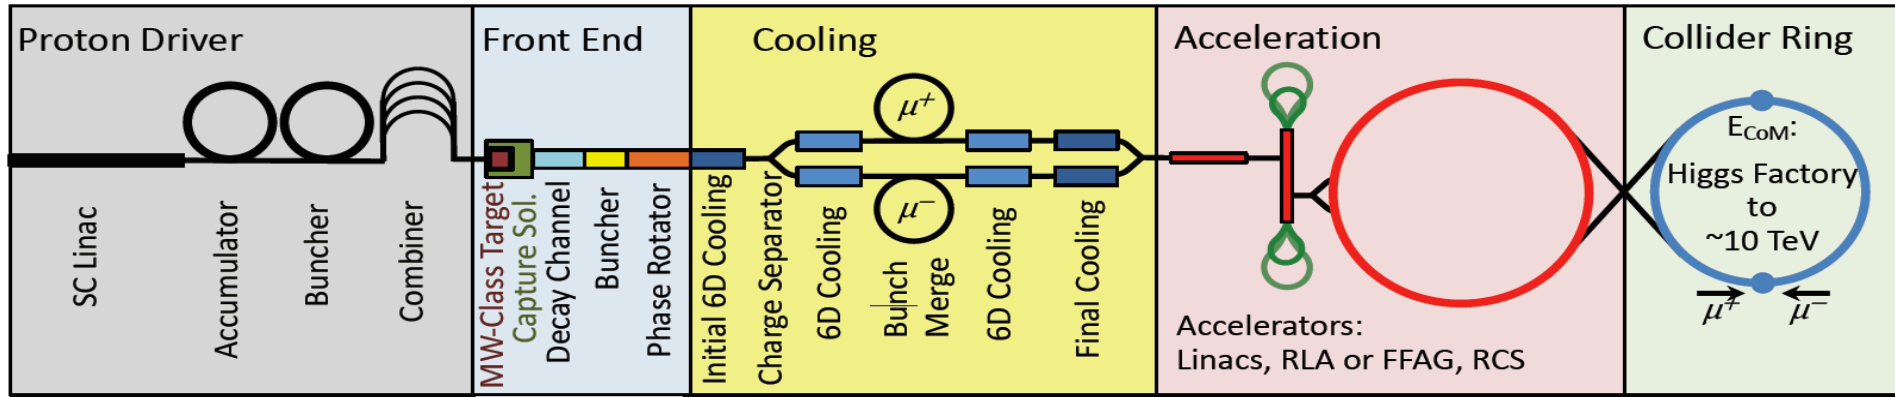 Proton Driver
SC Linac
Accumulator
Buncher
Combiner
Front End
MW-Class Target
Capture Sol.
Decay Channel
Buncher
Phase Rotator
Cooling
Initial 6D Cooling
Charge Separator
μ+
μ−
6D Cooling
Bunch
Merge
6D Cooling
Final Cooling
Acceleration
Accelerators:
Linacs, RLA or FFAG, RCS
Collider Ring
ECoM:
Higgs Factory
to
~10 TeV
μ+ μ−